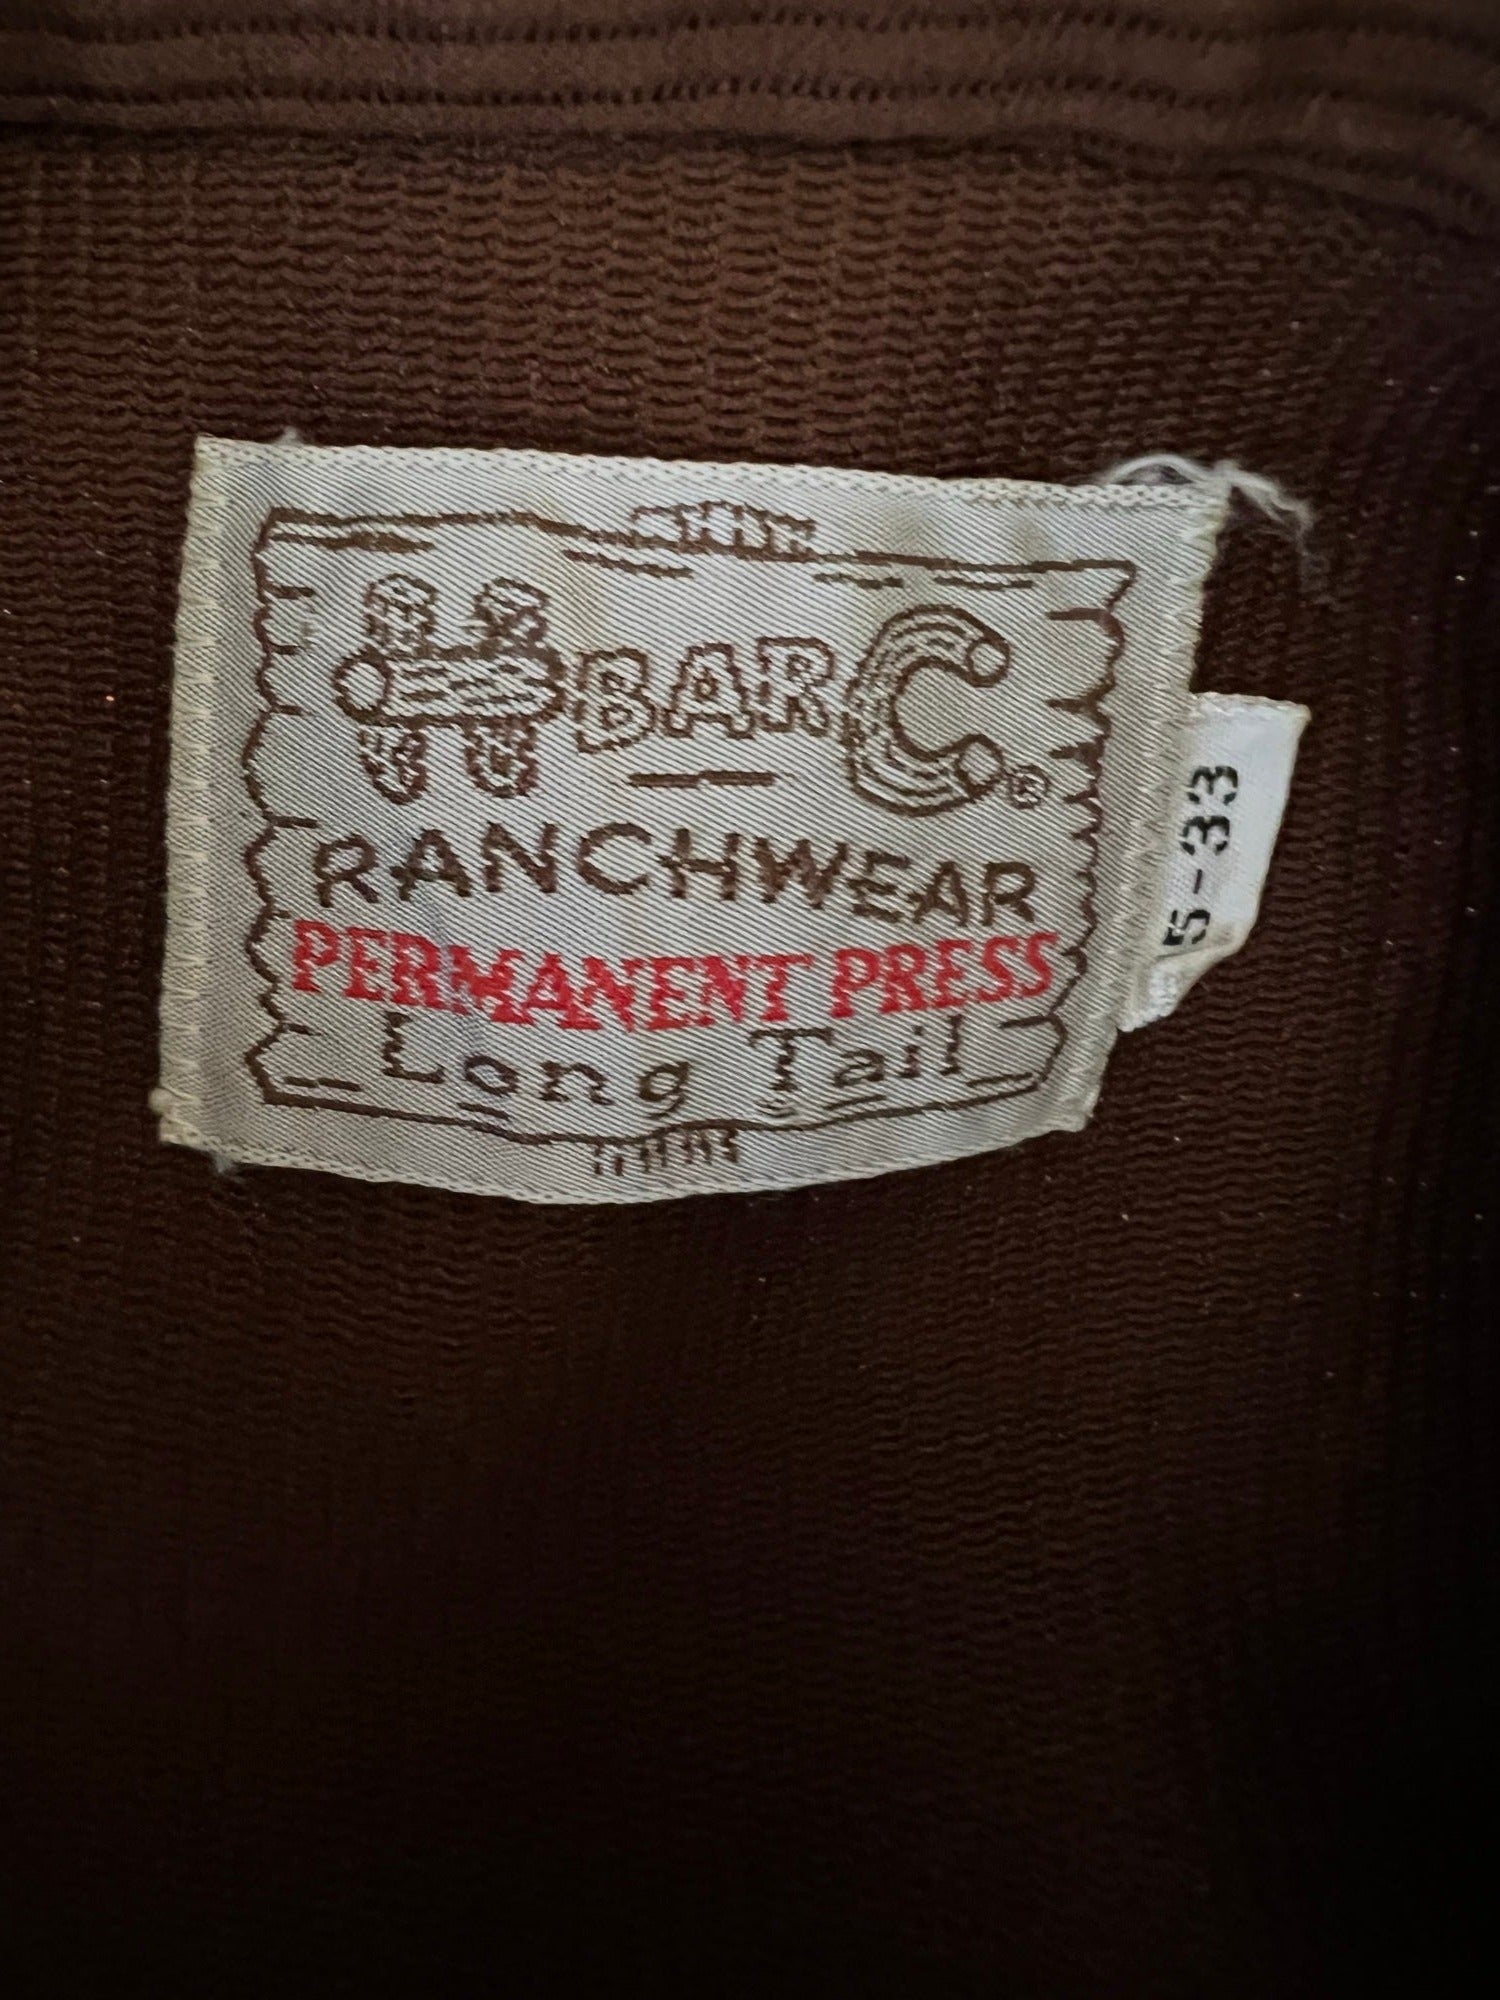 H BAR C®
RANCHWEAR
PERMANENT PRESS
Long Tail
5-33